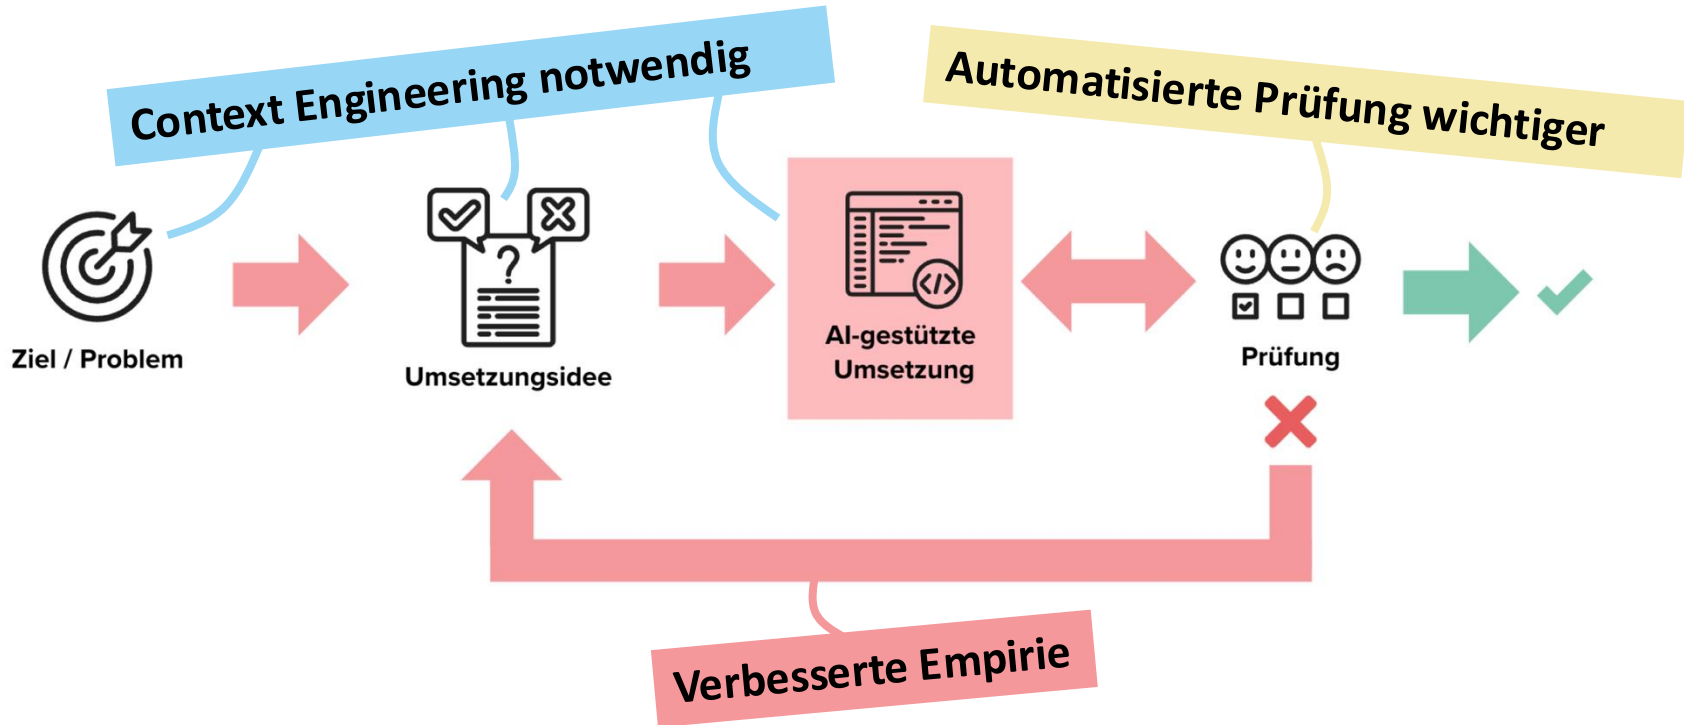 Context Engineering notwendig
Automatisierte Prüfung wichtiger
?
</>
Ziel / Problem
Umsetzungsidee
AI-gestützte
Umsetzung
Prüfung
Verbesserte Empirie